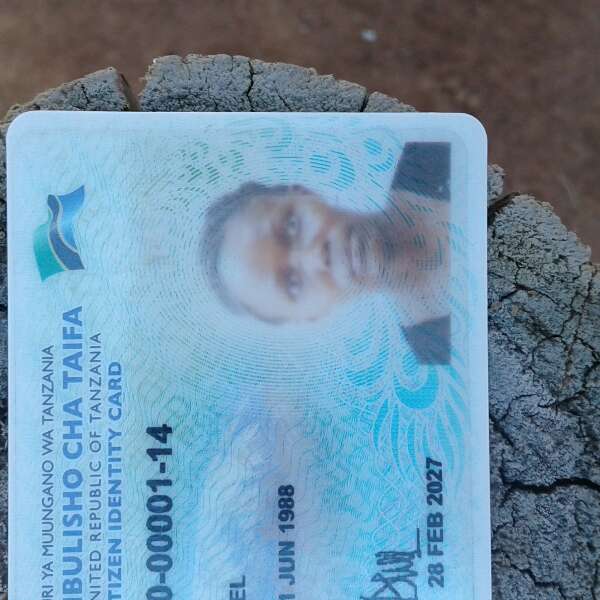 RI YA MUUNGANO WA TANZANIA
MBULISHO CHA TAIFA
NITED REPUBLIC OF TANZANIA
TIZEN IDENTITY CARD
0-00001-14
EL
1 JUN 1988
28 FEB 2027